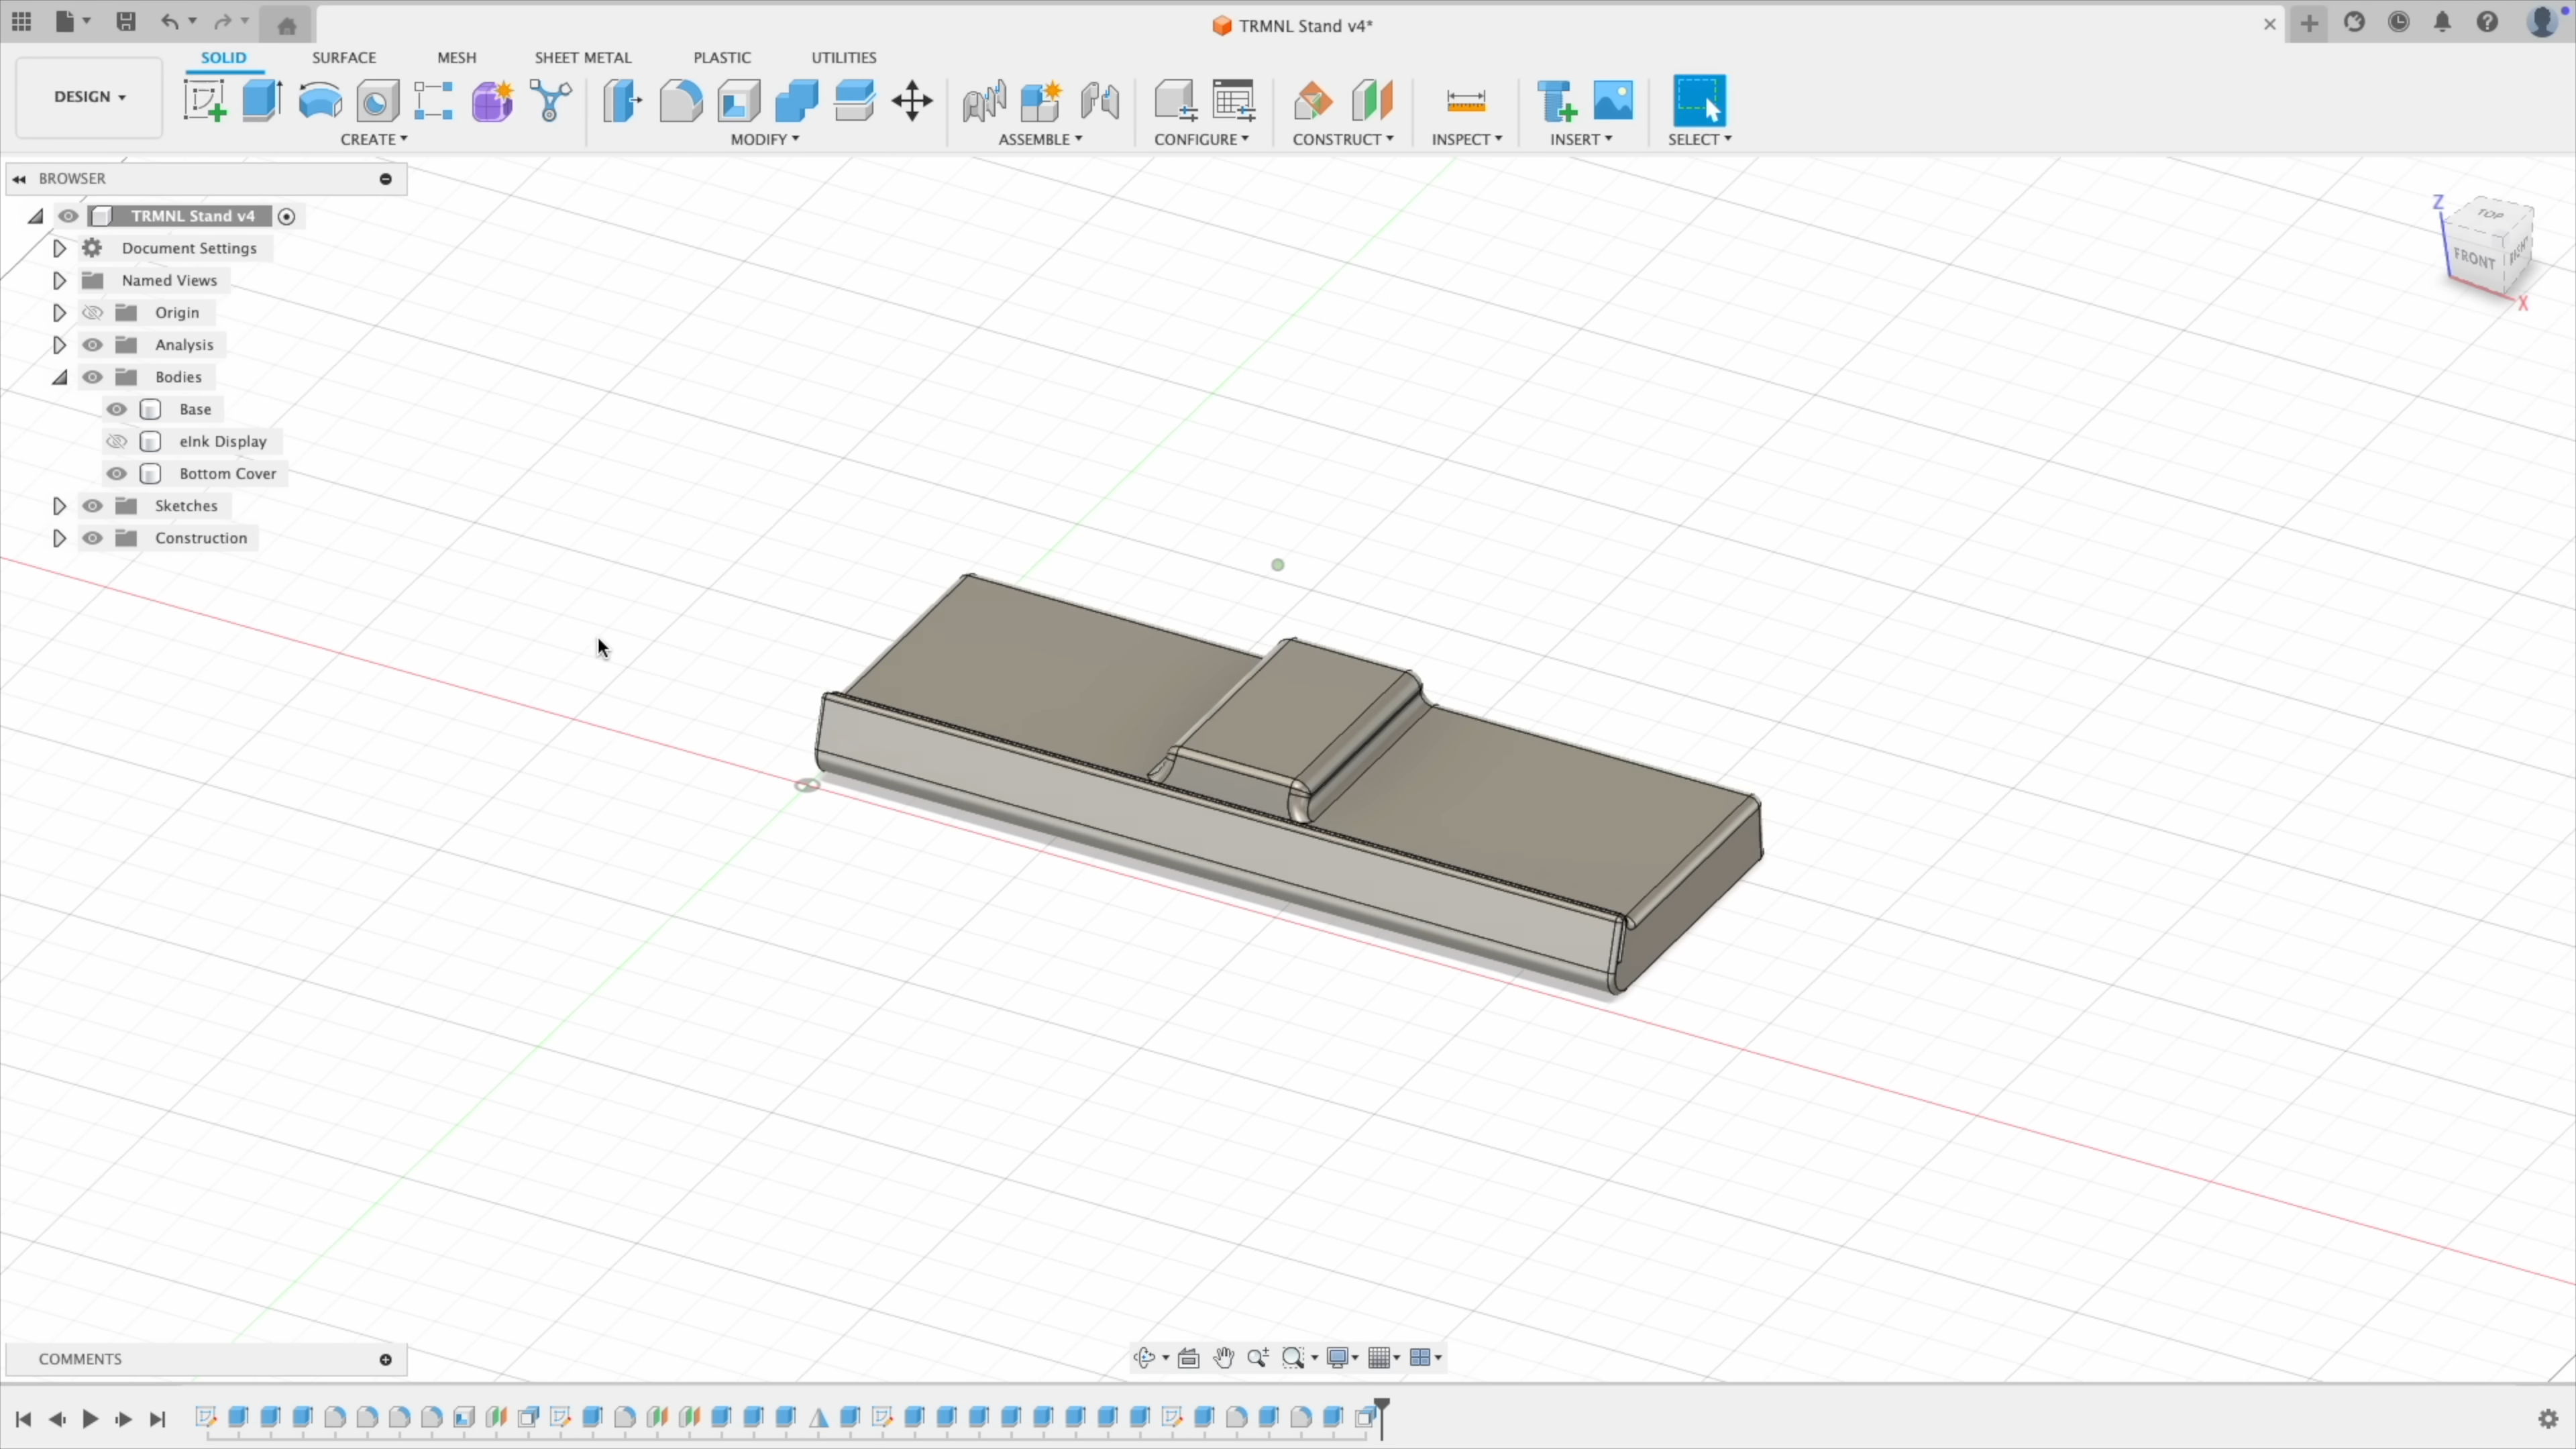 TRMNL Stand v4*
SOLID SURFACE MESH SHEET METAL PLASTIC UTILITIES
DESIGN
CREATE MODIFY ASSEMBLE CONFIGURE CONSTRUCT INSPECT INSERT SELECT
BROWSER
TRMNL Stand v4
Document Settings
Named Views
Origin
Analysis
Bodies
Base
eInk Display
Bottom Cover
Sketches
Construction
Z
TOP
FRONT
RIGHT
X
COMMENTS